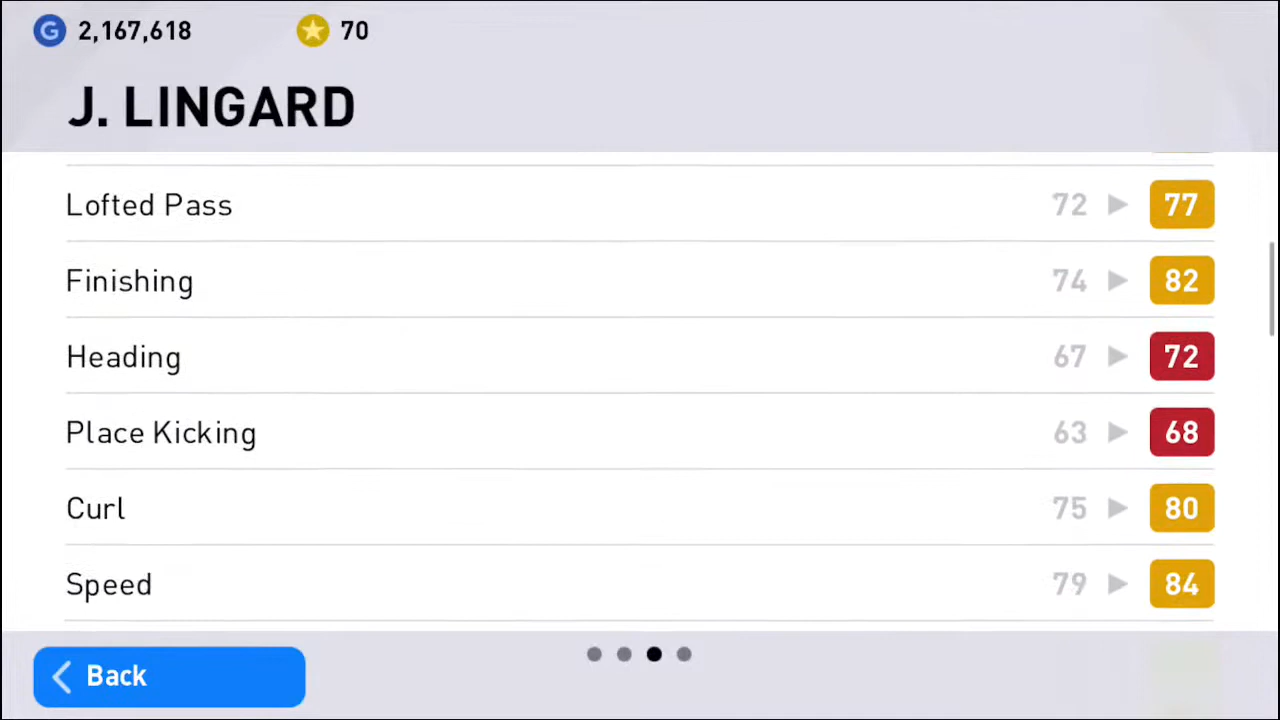 G 2,167,618 70
J. LINGARD
Lofted Pass 72 77
Finishing 74 82
Heading 67 72
Place Kicking 63 68
Curl 75 80
Speed 79 84
Back